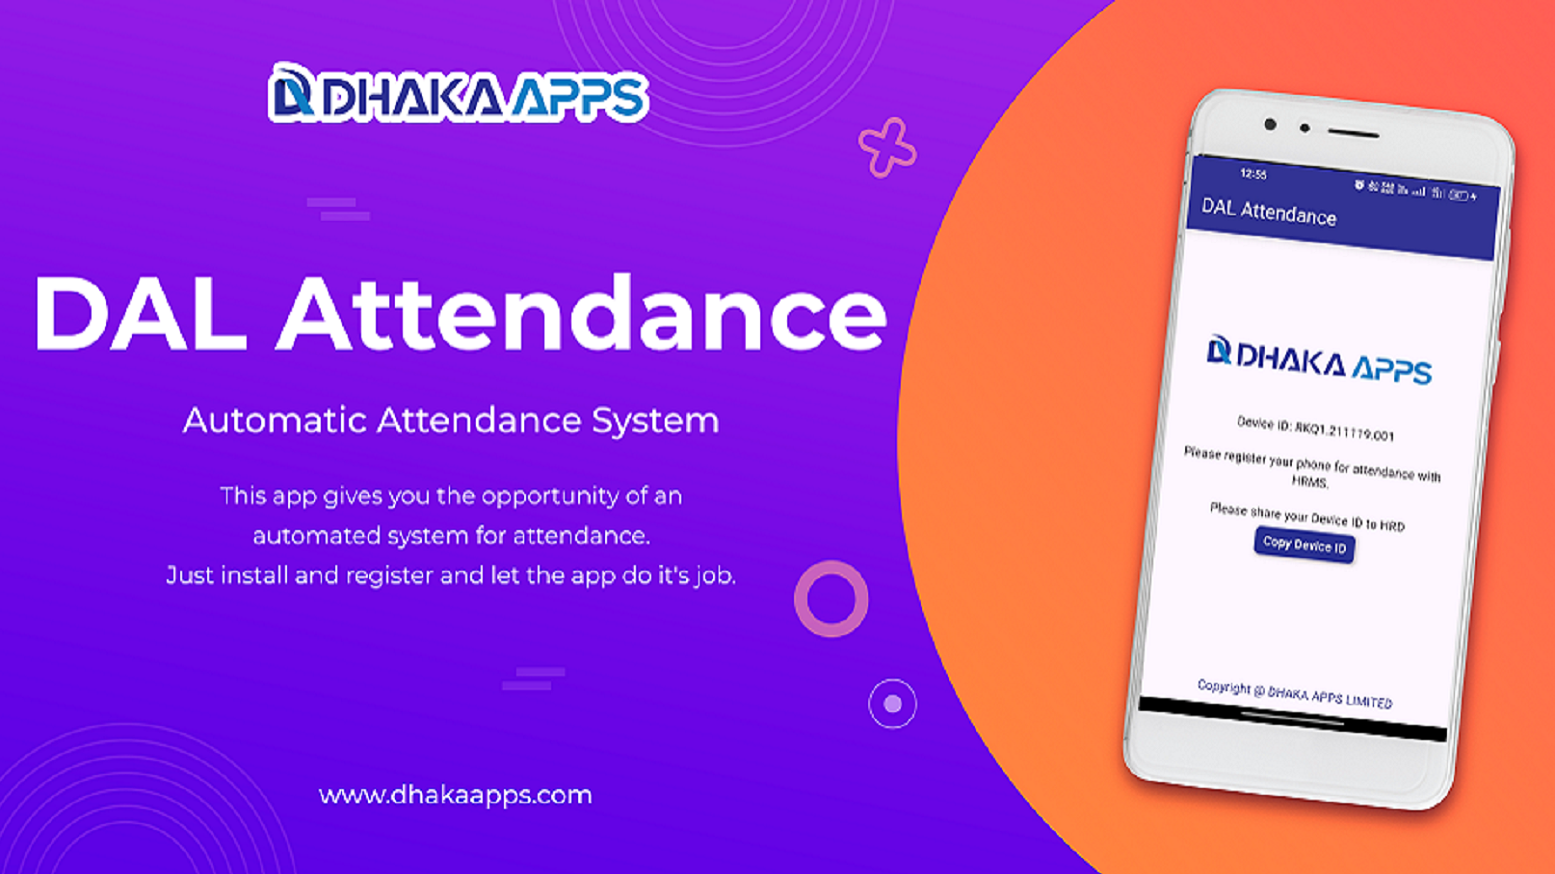 DHAKA APPS
DAL Attendance
Automatic Attendance System
This app gives you the opportunity of an
automated system for attendance.
Just install and register and let the app do it's job.
www.dhakaapps.com
12:55
DAL Attendance
DHAKA APPS
Device ID: RKQ1.211119.001
Please register your phone for attendance with
HRMS.
Please share your Device ID to HRD
Copy Device ID
Copyright @ DHAKA APPS LIMITED